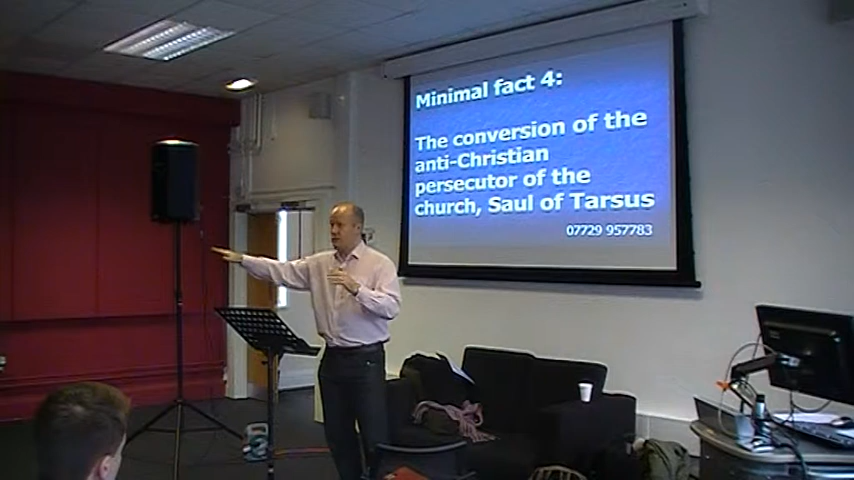 Minimal fact 4:
The conversion of the
anti-Christian
persecutor of the
church, Saul of Tarsus
07729 957783